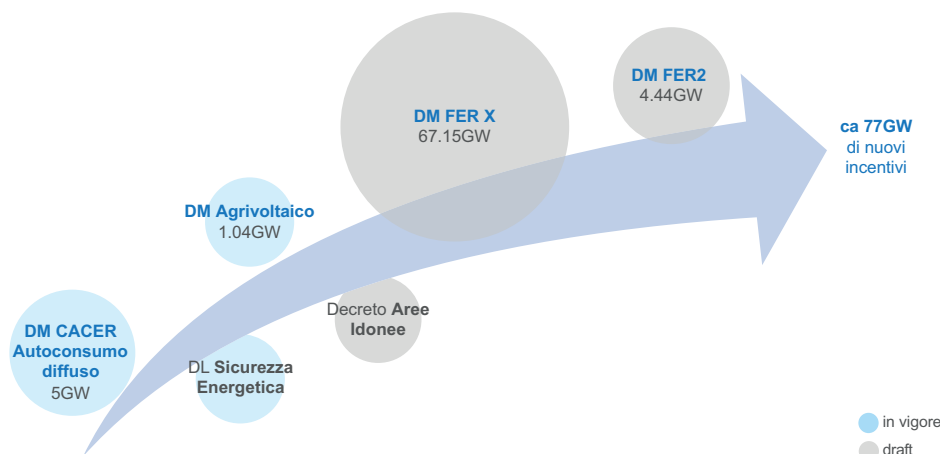 DM FER2
4.44GW
DM FER X
67.15GW
ca 77GW
di nuovi
incentivi
DM Agrivoltaico
1.04GW
Decreto Aree
Idonee
DM CACER
Autoconsumo
diffuso
5GW
DL Sicurezza
Energetica
in vigore
draft